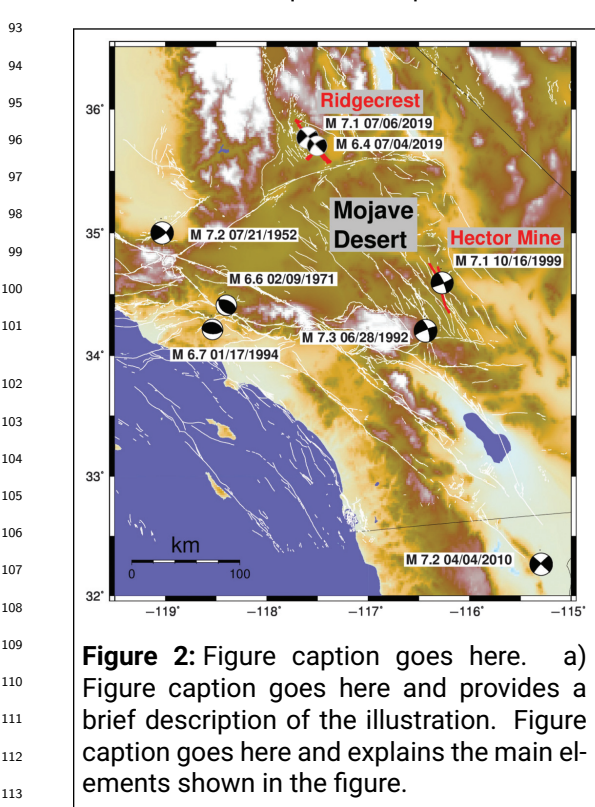 93
94
95
96
97
98
99
100
101
102
103
104
105
106
107
108
109
110
111
112
113
36˚
35˚
34˚
33˚
32˚
−119˚ −118˚ −117˚ −116˚ −115˚
Ridgecrest
M 7.1 07/06/2019
M 6.4 07/04/2019
Mojave
Desert
M 7.2 07/21/1952
Hector Mine
M 7.1 10/16/1999
M 6.6 02/09/1971
M 7.3 06/28/1992
M 6.7 01/17/1994
km
0 100
M 7.2 04/04/2010
Figure 2: Figure caption goes here. a)
Figure caption goes here and provides a
brief description of the illustration. Figure
caption goes here and explains the main el-
ements shown in the figure.